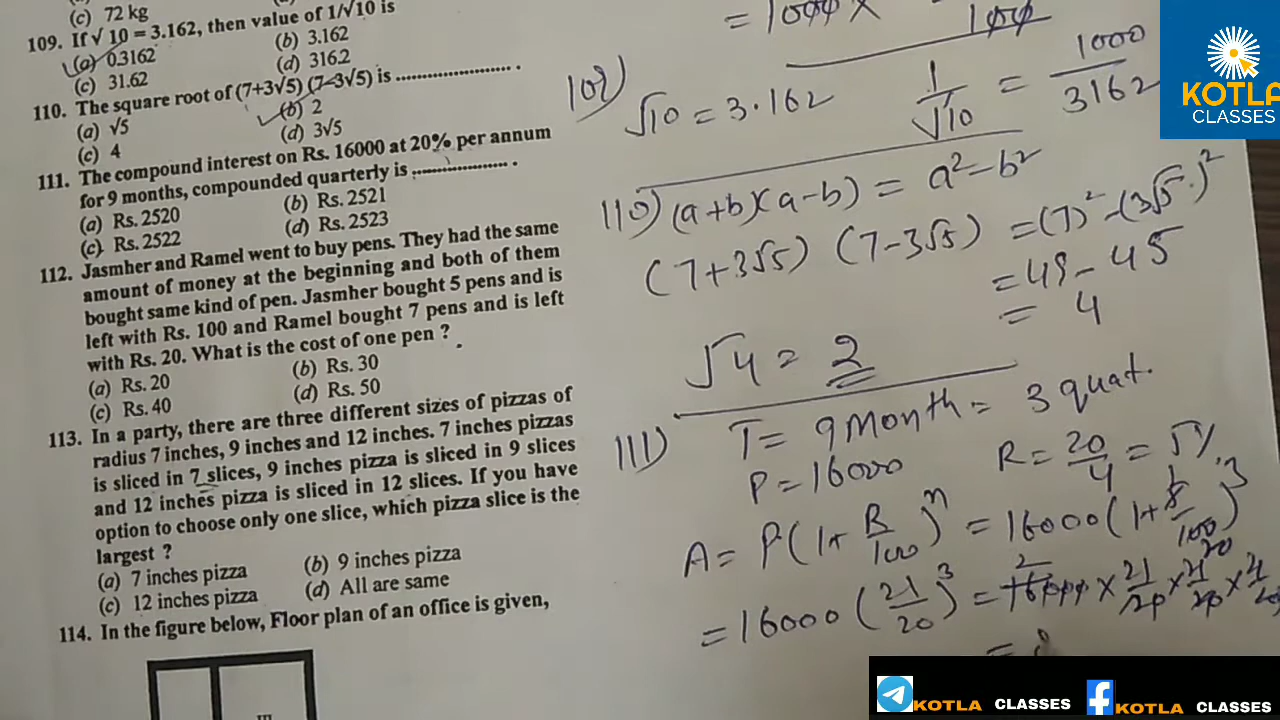 (c) 72 kg
109. If √10 = 3.162, then value of 1/√10 is
(a) 0.3162
(b) 3.162
(c) 31.62
(d) 316.2
110. The square root of (7+3√5) (7-3√5) is .......................... .
(a) √5
(b) 2
(c) 4
(d) 3√5
111. The compound interest on Rs. 16000 at 20% per annum
for 9 months, compounded quarterly is ...................... .
(a) Rs. 2520
(b) Rs. 2521
(c) Rs. 2522
(d) Rs. 2523
112. Jasmher and Ramel went to buy pens. They had the same
amount of money at the beginning and both of them
bought same kind of pen. Jasmher bought 5 pens and is
left with Rs. 100 and Ramel bought 7 pens and is left
with Rs. 20. What is the cost of one pen ?
(a) Rs. 20
(b) Rs. 30
(c) Rs. 40
(d) Rs. 50
113. In a party, there are three different sizes of pizzas of
radius 7 inches, 9 inches and 12 inches. 7 inches pizzas
is sliced in 7 slices, 9 inches pizza is sliced in 9 slices
and 12 inches pizza is sliced in 12 slices. If you have
option to choose only one slice, which pizza slice is the
largest ?
(a) 7 inches pizza
(b) 9 inches pizza
(c) 12 inches pizza
(d) All are same
114. In the figure below, Floor plan of an office is given,
= 1000 ×
100
109)
√10 = 3.162
1/√10 = 1000/3162
110) (a+b)(a-b) = a²-b²
(7+3√5) (7-3√5) = (7)²-(3√5)²
= 49-45
= 4
√4 = 2
111) T = 9 Month = 3 quat.
P = 16000 R = 20/4 = 5%
A = P(1+R/100)ⁿ = 16000(1+5/100)³
= 16000(21/20)³ = 16000×21/20×21/20×21/20
=
KOTLA
CLASSES
KOTLA CLASSES
KOTLA CLASSES